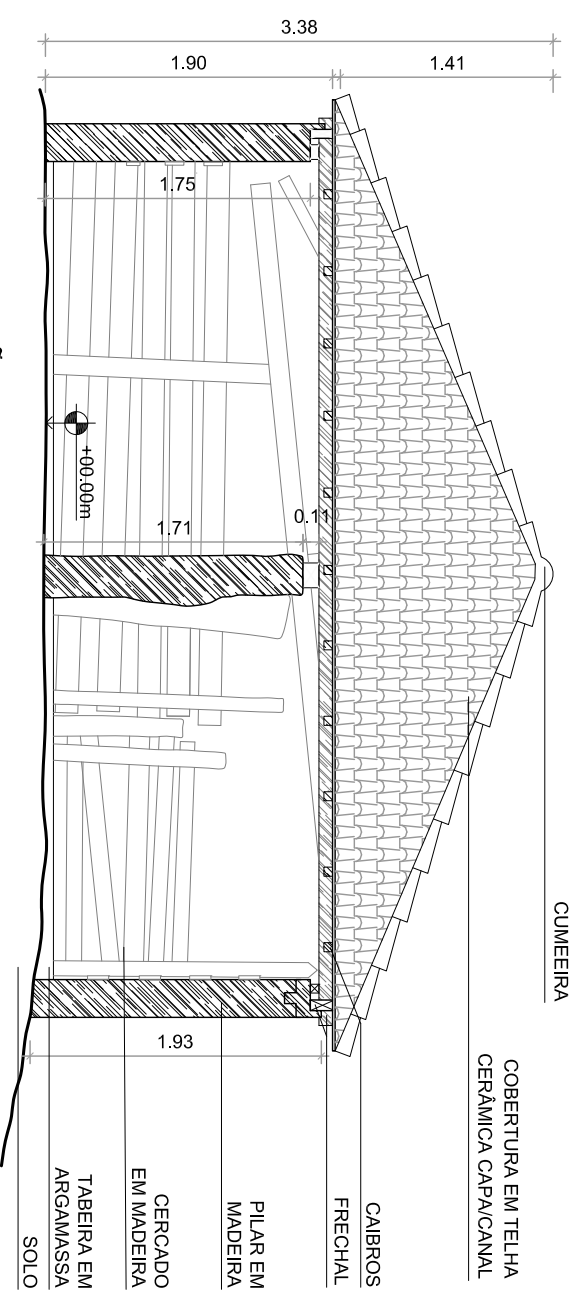 3.38
1.90
1.41
1.75
+00.00m
1.71
0.11
1.93
CUMEEIRA
COBERTURA EM TELHA
CERÂMICA CAPA/CANAL
CAIBROS
FRECHAL
PILAR EM
MADEIRA
CERCADO
EM MADEIRA
TABEIRA EM
ARGAMASSA
SOLO